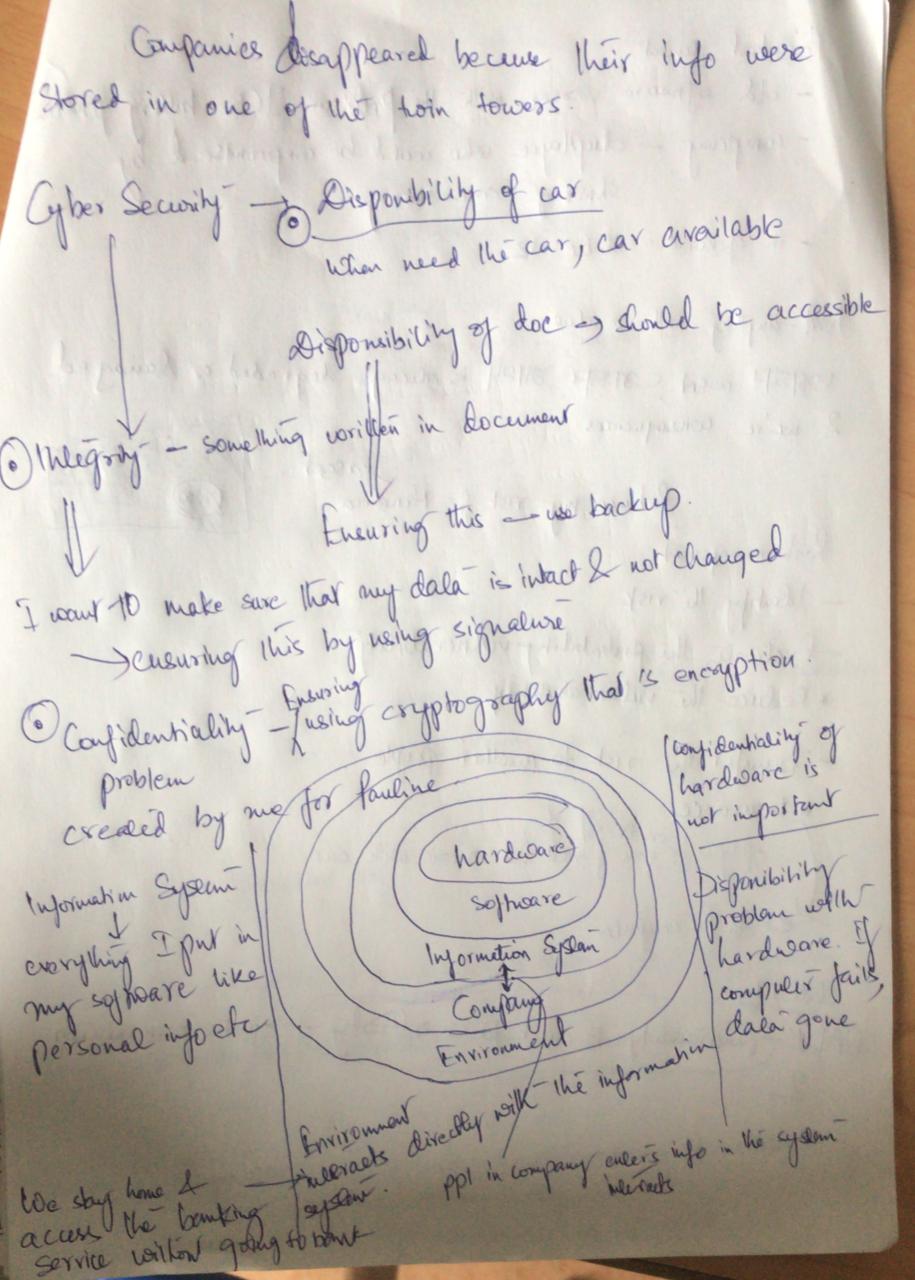 Companies disappeared because their info were
stored in one of the twin towers.
Cyber Security → Disponibility of car
when need the car, car available
Disponsibility of doc → should be accessible
Integrity – something written in document
Ensuring this – use backup.
I want to make sure that my data is intact & not changed
→ ensuring this by using signature
Confidentiality – Ensuring using cryptography that is encryption.
problem
created by me for Pauline
confidentiality of
hardware is
not important
hardware
software
Information System
Company
Environment
Information System
↓
everything I put in
my software like
personal info etc
Disponibility
problem with
hardware. If
computer fails,
data gone
Environment
interacts directly with the information
system.
ppl in company enters info in the system
interacts
We stay home &
access the banking
service without going to bank